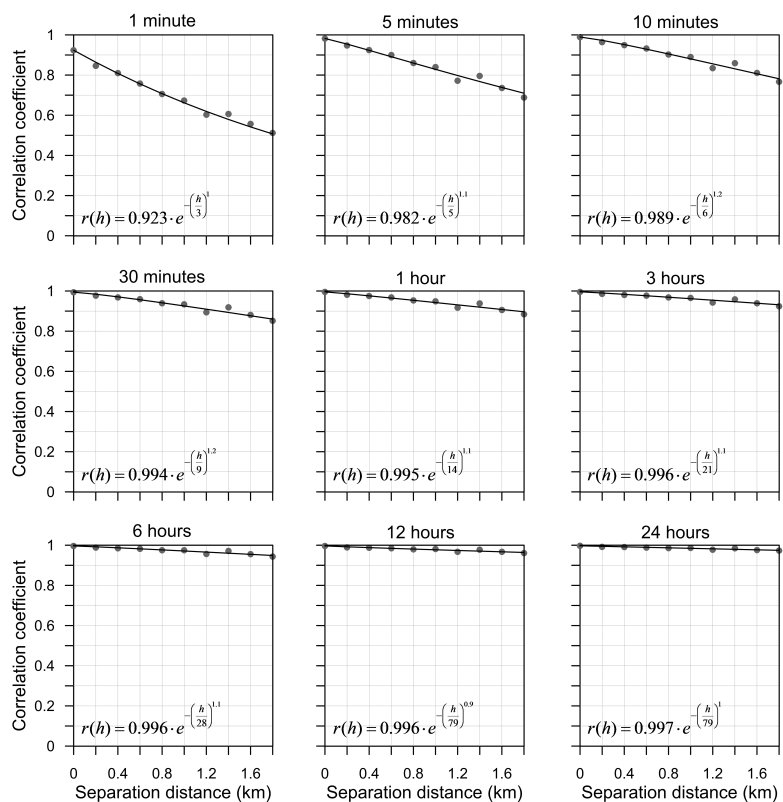 1 minute 5 minutes 10 minutes
Correlation coefficient
1
0.8
0.6
0.4
0.2
0
r(h) = 0.923 · e^{-(h/3)^{1}}
r(h) = 0.982 · e^{-(h/5)^{1.1}}
r(h) = 0.989 · e^{-(h/6)^{1.2}}
30 minutes 1 hour 3 hours
Correlation coefficient
1
0.8
0.6
0.4
0.2
0
r(h) = 0.994 · e^{-(h/9)^{1.2}}
r(h) = 0.995 · e^{-(h/14)^{1.1}}
r(h) = 0.996 · e^{-(h/21)^{1.1}}
6 hours 12 hours 24 hours
Correlation coefficient
1
0.8
0.6
0.4
0.2
0
r(h) = 0.996 · e^{-(h/28)^{1.1}}
r(h) = 0.996 · e^{-(h/79)^{0.9}}
r(h) = 0.997 · e^{-(h/79)^{1}}
0 0.4 0.8 1.2 1.6 0 0.4 0.8 1.2 1.6 0 0.4 0.8 1.2 1.6
Separation distance (km) Separation distance (km) Separation distance (km)